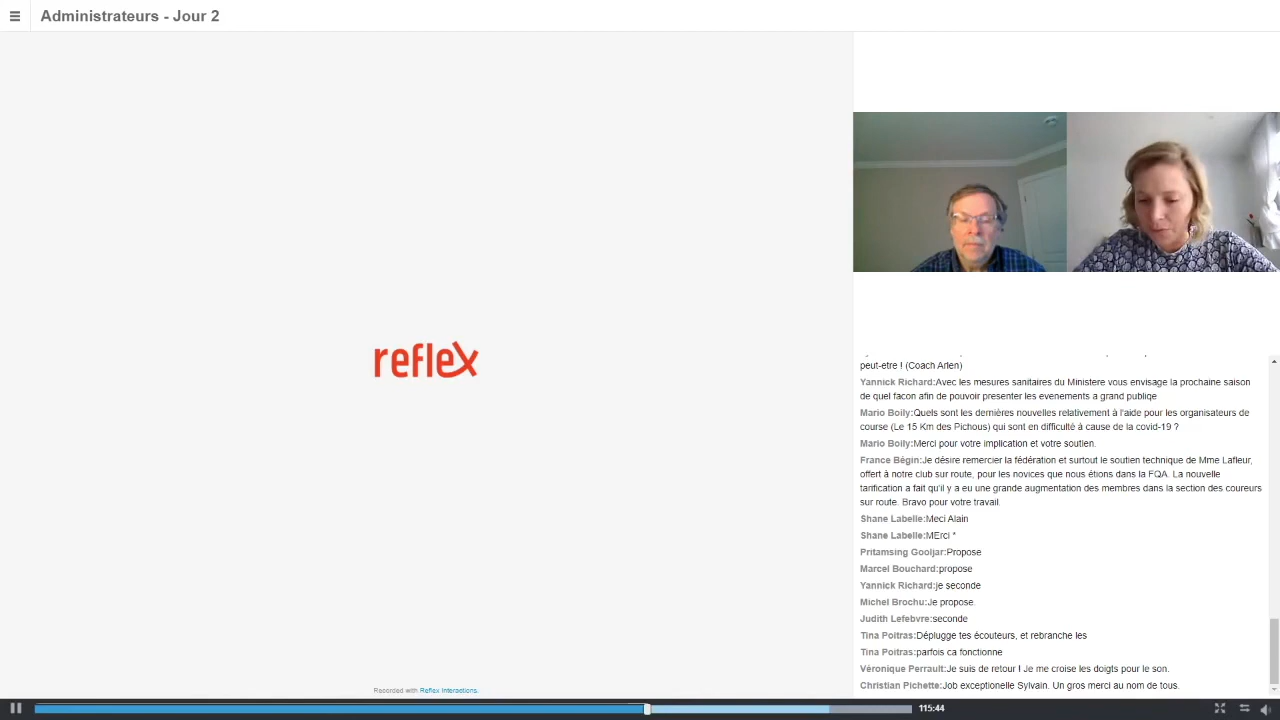 Administrateurs - Jour 2
reflex
peut-etre ! (Coach Arlen)
Yannick Richard:Avec les mesures sanitaires du Ministere vous envisage la prochaine saison
de quel facon afin de pouvoir presenter les evenements a grand publiqe
Mario Boily:Quels sont les dernières nouvelles relativement à l'aide pour les organisateurs de
course (Le 15 Km des Pichous) qui sont en difficulté à cause de la covid-19 ?
Mario Boily:Merci pour votre implication et votre soutien.
France Bégin:Je désire remercier la fédération et surtout le soutien technique de Mme Lafleur,
offert à notre club sur route, pour les novices que nous étions dans la FQA. La nouvelle
tarification a fait qu'il y a eu une grande augmentation des membres dans la section des coureurs
sur route. Bravo pour votre travail.
Shane Labelle:Meci Alain
Shane Labelle:MErci *
Pritamsing Gooljar:Propose
Marcel Bouchard:propose
Yannick Richard:je seconde
Michel Brochu:Je propose.
Judith Lefebvre:seconde
Tina Poitras:Déplugge tes écouteurs, et rebranche les
Tina Poitras:parfois ca fonctionne
Véronique Perrault:Je suis de retour ! Je me croise les doigts pour le son.
Christian Pichette:Job exceptionelle Sylvain. Un gros merci au nom de tous.
Recorded with Reflex Interactions.
115:44